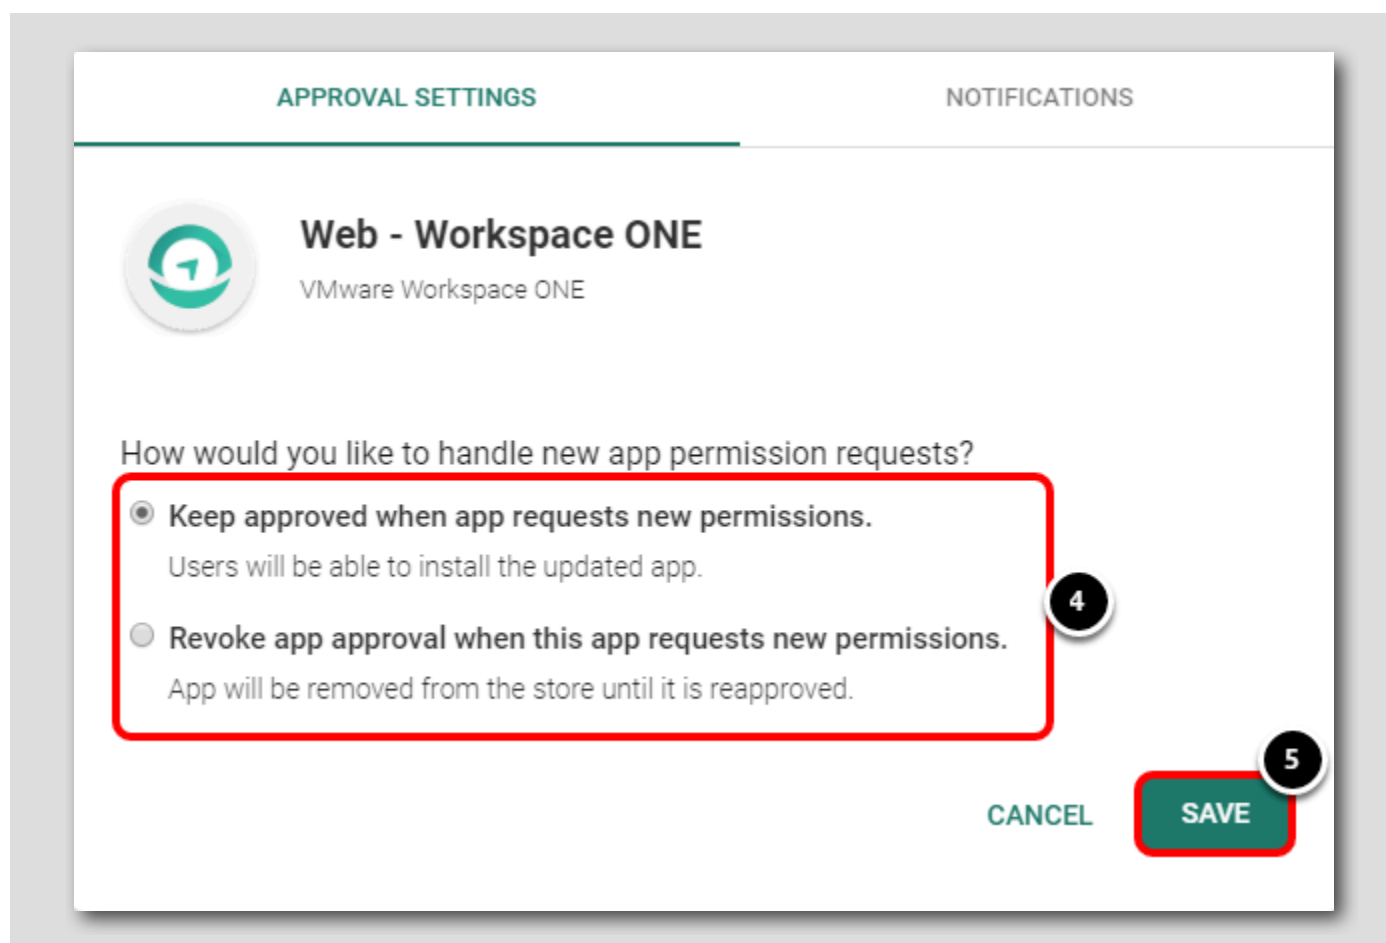 APPROVAL SETTINGS
NOTIFICATIONS
Web - Workspace ONE
VMware Workspace ONE
How would you like to handle new app permission requests?
Keep approved when app requests new permissions.
Users will be able to install the updated app.
4
Revoke app approval when this app requests new permissions.
App will be removed from the store until it is reapproved.
5
CANCEL
SAVE